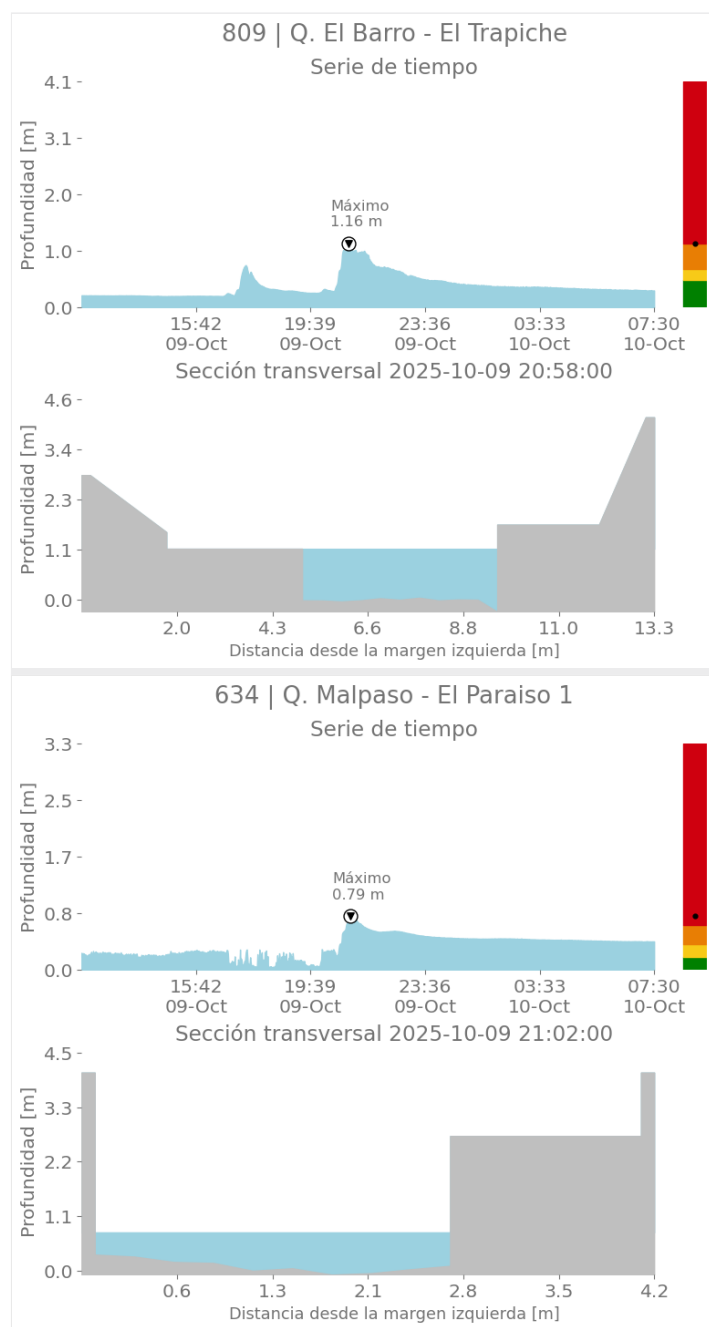 809 | Q. El Barro - El Trapiche
Serie de tiempo
4.1
3.1
2.0
1.0
0.0
Profundidad [m]
Máximo
1.16 m
15:42 19:39 23:36 03:33 07:30
09-Oct 09-Oct 09-Oct 10-Oct 10-Oct
Sección transversal 2025-10-09 20:58:00
4.6
3.4
2.3
1.1
0.0
Profundidad [m]
2.0 4.3 6.6 8.8 11.0 13.3
Distancia desde la margen izquierda [m]
634 | Q. Malpaso - El Paraiso 1
Serie de tiempo
3.3
2.5
1.7
0.8
0.0
Profundidad [m]
Máximo
0.79 m
15:42 19:39 23:36 03:33 07:30
09-Oct 09-Oct 09-Oct 10-Oct 10-Oct
Sección transversal 2025-10-09 21:02:00
4.5
3.3
2.2
1.1
0.0
Profundidad [m]
0.6 1.3 2.1 2.8 3.5 4.2
Distancia desde la margen izquierda [m]